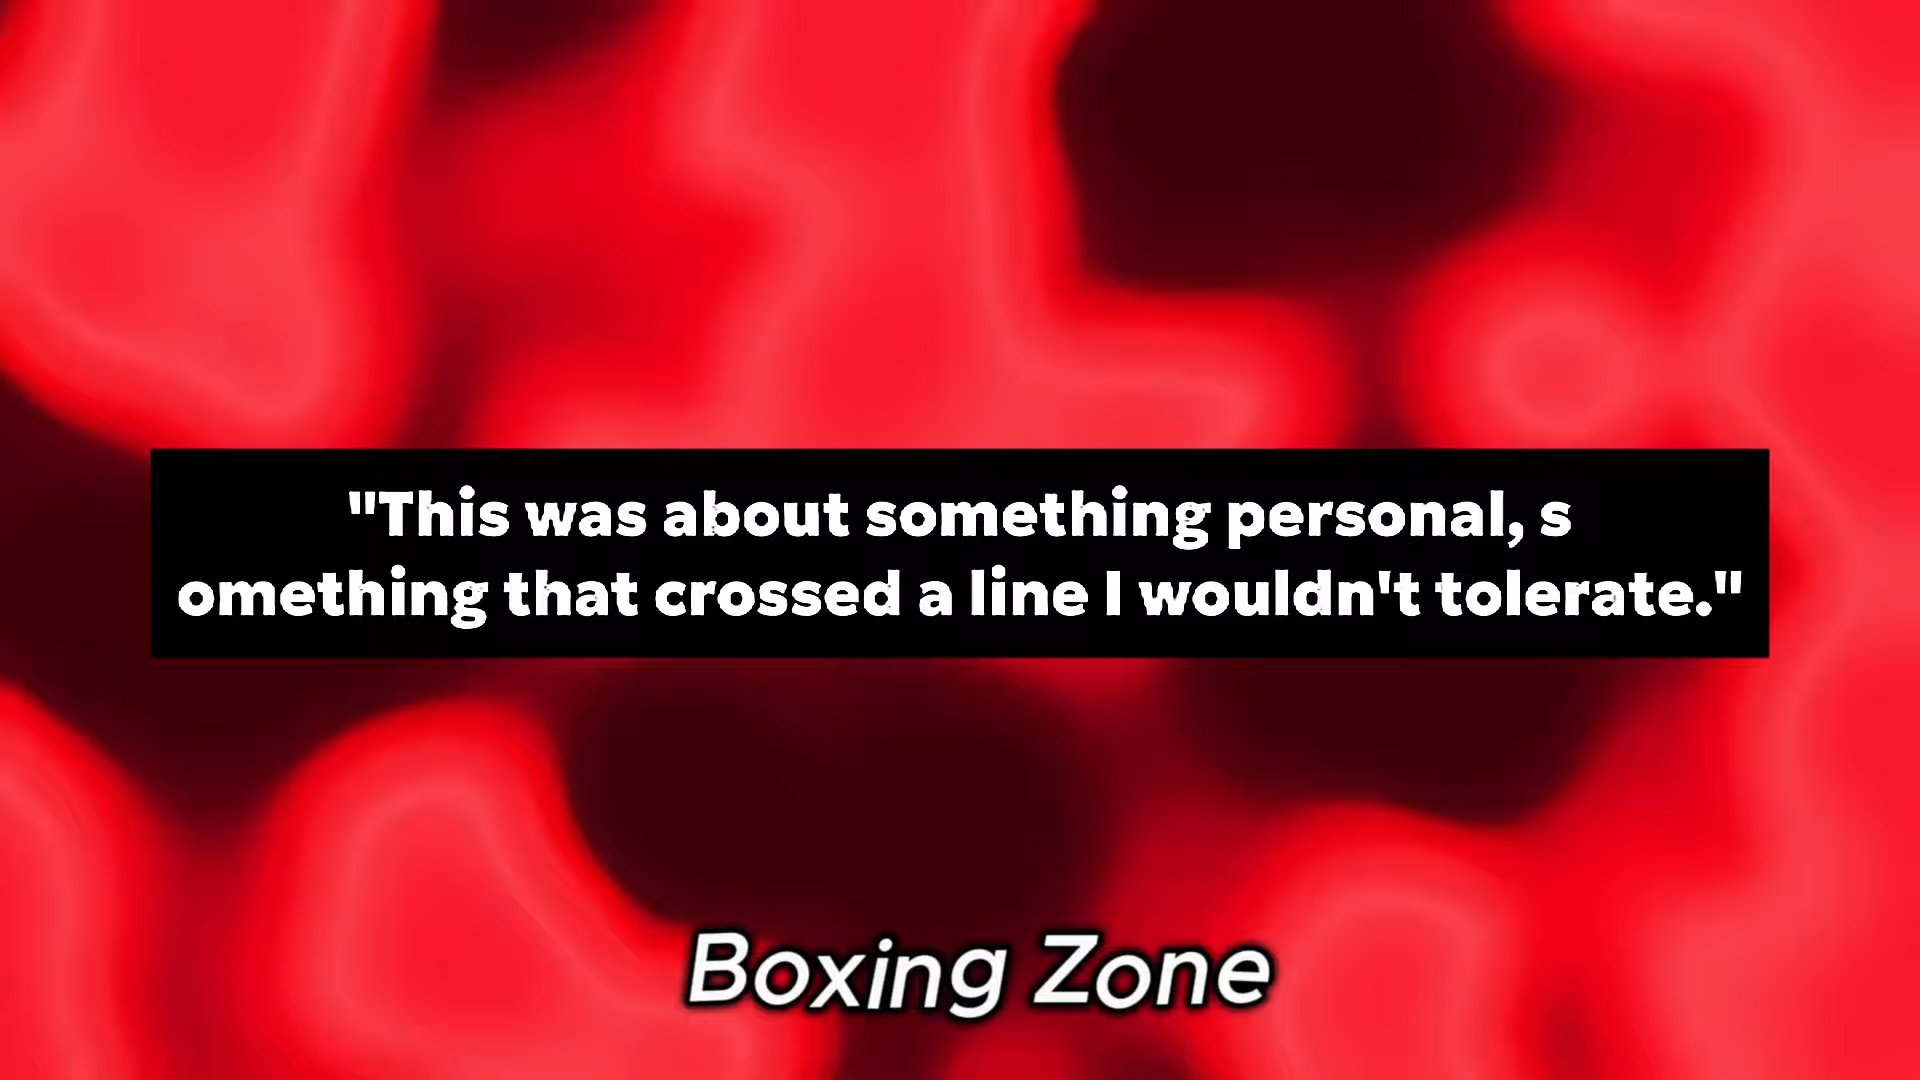 "This was about something personal, s
omething that crossed a line I wouldn't tolerate."
Boxing Zone